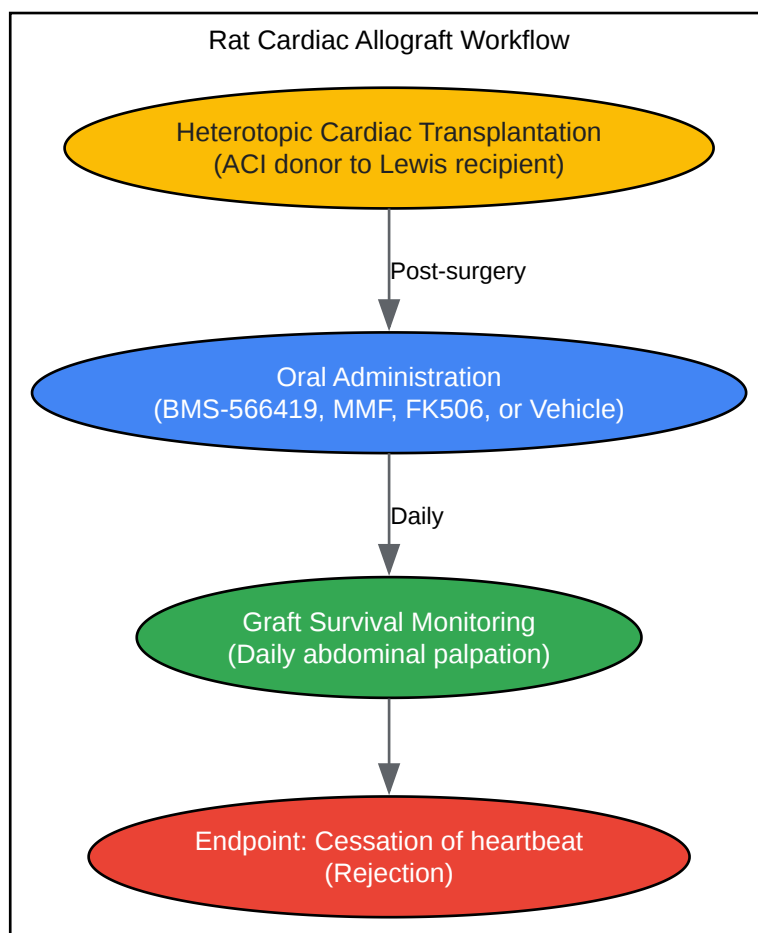 Rat Cardiac Allograft Workflow
Heterotopic Cardiac Transplantation
(ACI donor to Lewis recipient)
Post-surgery
Oral Administration
(BMS-566419, MMF, FK506, or Vehicle)
Daily
Graft Survival Monitoring
(Daily abdominal palpation)
Endpoint: Cessation of heartbeat
(Rejection)